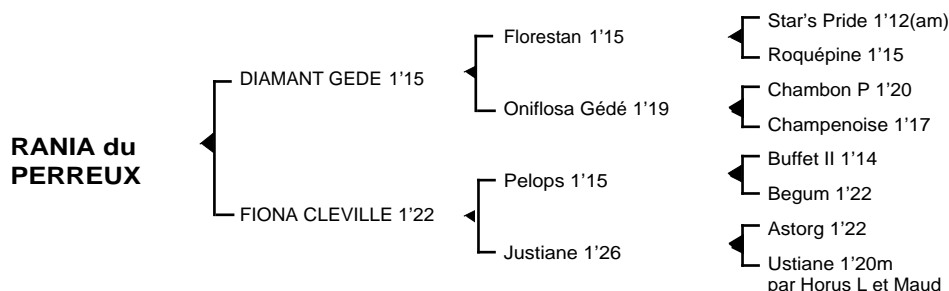 Star’s Pride 1’12(am)
Florestan 1’15
Roquépine 1’15
DIAMANT GEDE 1’15
Chambon P 1’20
Oniflosa Gédé 1’19
Champenoise 1’17
RANIA du
PERREUX
Buffet II 1’14
Pelops 1’15
Begum 1’22
FIONA CLEVILLE 1’22
Astorg 1’22
Justiane 1’26
Ustiane 1’20m
par Horus L et Maud